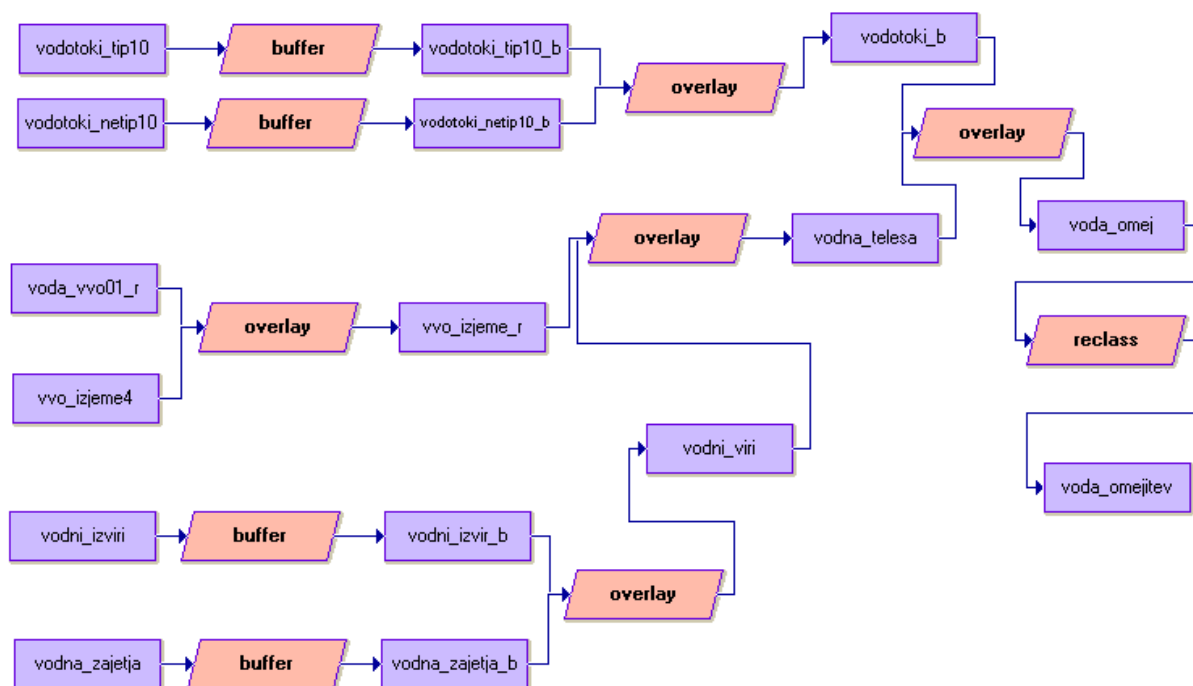 vodotoki_tip10
buffer
vodotoki_tip10_b
vodotoki_b
overlay
vodotoki_netip10
buffer
vodotoki_netip10_b
overlay
voda_omej
overlay
vodna_telesa
voda_vvo01_r
overlay
vvo_izjeme_r
reclass
vvo_izjeme4
vodni_viri
voda_omejitev
vodni_izviri
buffer
vodni_izvir_b
overlay
vodna_zajetja
buffer
vodna_zajetja_b